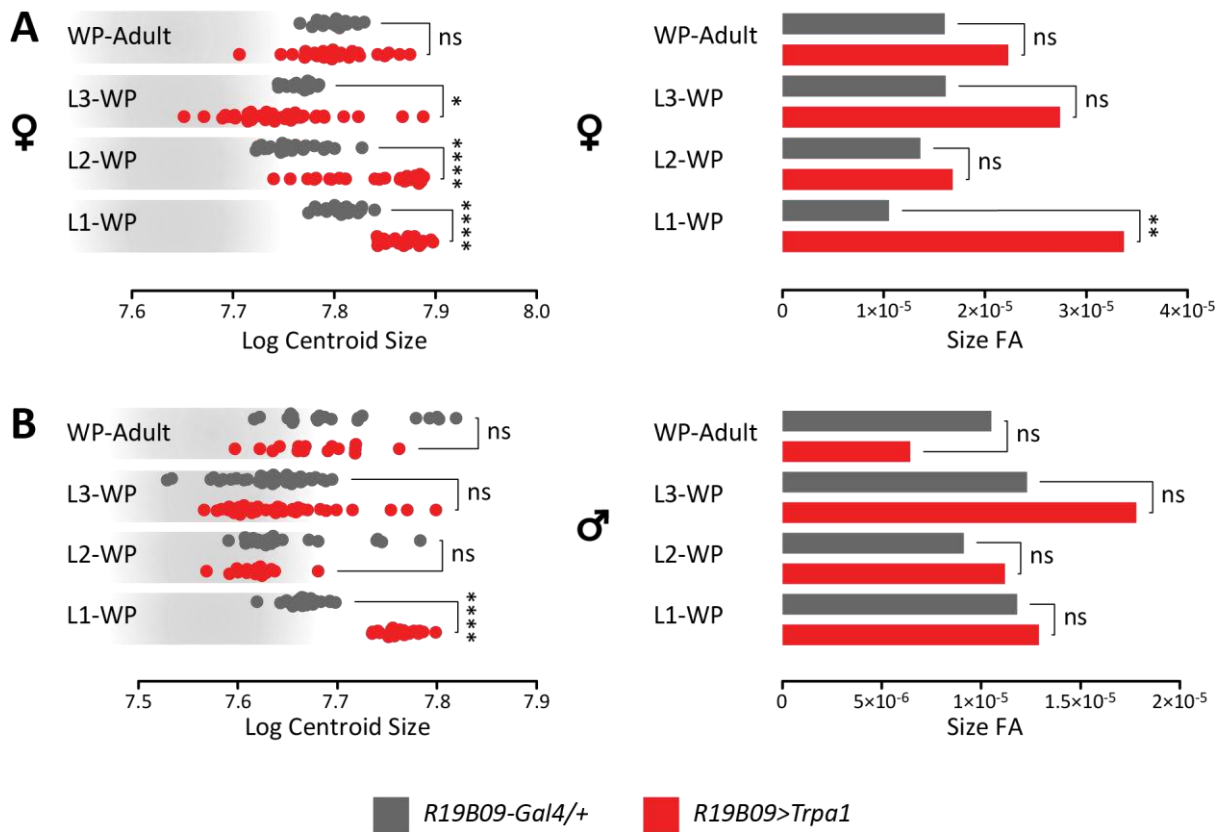 A
♀
WP-Adult
ns
L3-WP
*
L2-WP
****
L1-WP
****
7.6 7.7 7.8 7.9 8.0
Log Centroid Size
♀
WP-Adult
ns
L3-WP
ns
L2-WP
ns
L1-WP
**
0 1×10⁻⁵ 2×10⁻⁵ 3×10⁻⁵ 4×10⁻⁵
Size FA
B
WP-Adult
ns
L3-WP
ns
L2-WP
ns
L1-WP
****
7.5 7.6 7.7 7.8 7.9
Log Centroid Size
♂
WP-Adult
ns
L3-WP
ns
L2-WP
ns
L1-WP
ns
0 5×10⁻⁶ 1×10⁻⁵ 1.5×10⁻⁵ 2×10⁻⁵
Size FA
R19B09-Gal4/+ R19B09>Trpa1